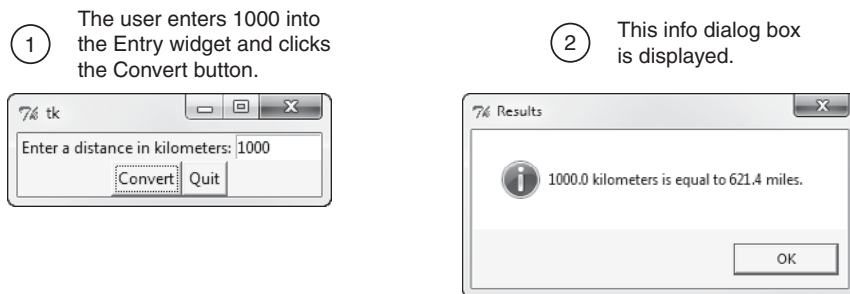 1
The user enters 1000 into
the Entry widget and clicks
the Convert button.
tk
Enter a distance in kilometers: 1000
Convert Quit
2
This info dialog box
is displayed.
Results
1000.0 kilometers is equal to 621.4 miles.
OK